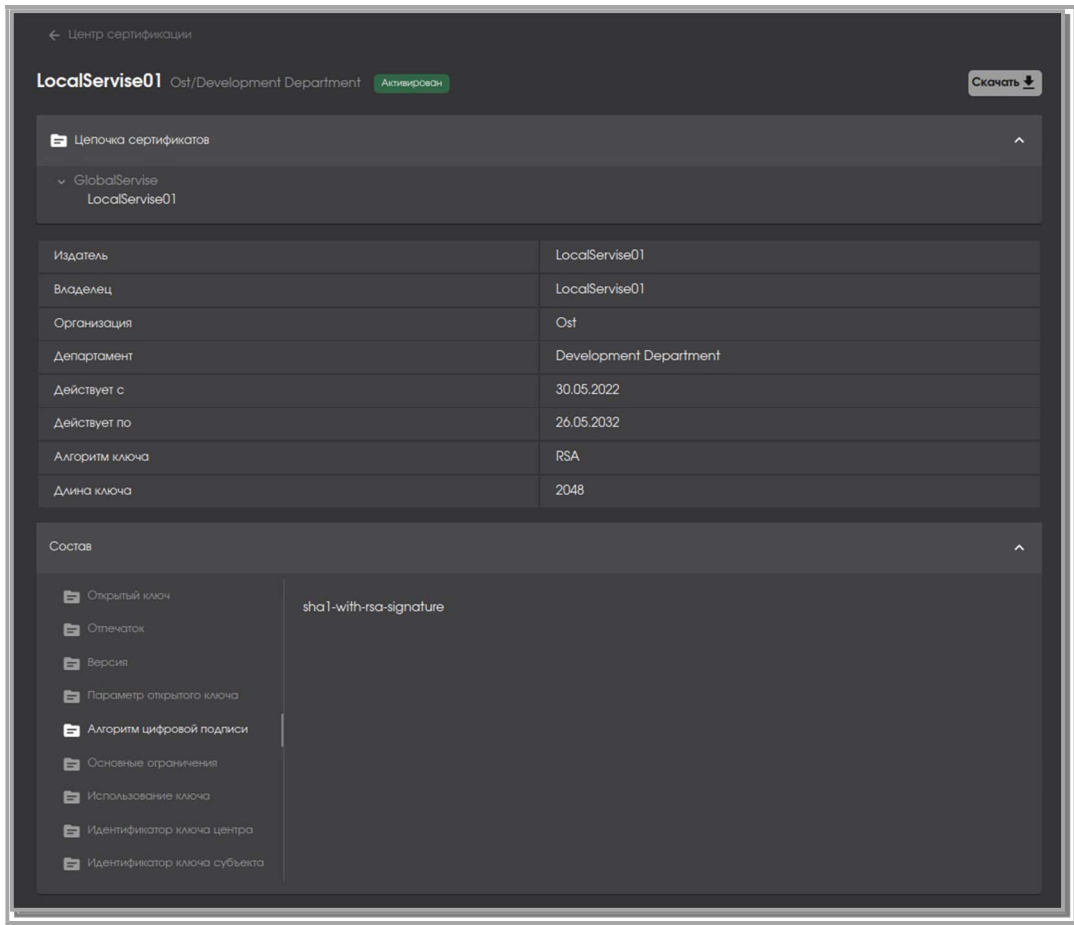 ← Центр сертификации
LocalServise01 Ost/Development Department Активирован Скачать
Цепочка сертификатов
GlobalServise
LocalServise01
Издатель LocalServise01
Владелец LocalServise01
Организация Ost
Департамент Development Department
Действует с 30.05.2022
Действует по 26.05.2032
Алгоритм ключа RSA
Длина ключа 2048
Состав
Открытый ключ
sha1-with-rsa-signature
Отпечаток
Версия
Параметр открытого ключа
Алгоритм цифровой подписи
Основные ограничения
Использование ключа
Идентификатор ключа центра
Идентификатор ключа субъекта